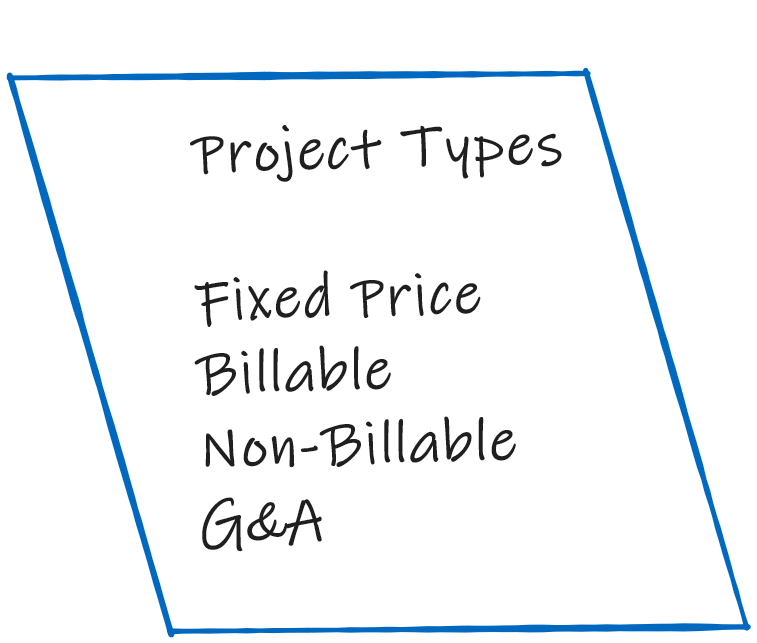 Project Types
Fixed Price
Billable
Non-Billable
G&A